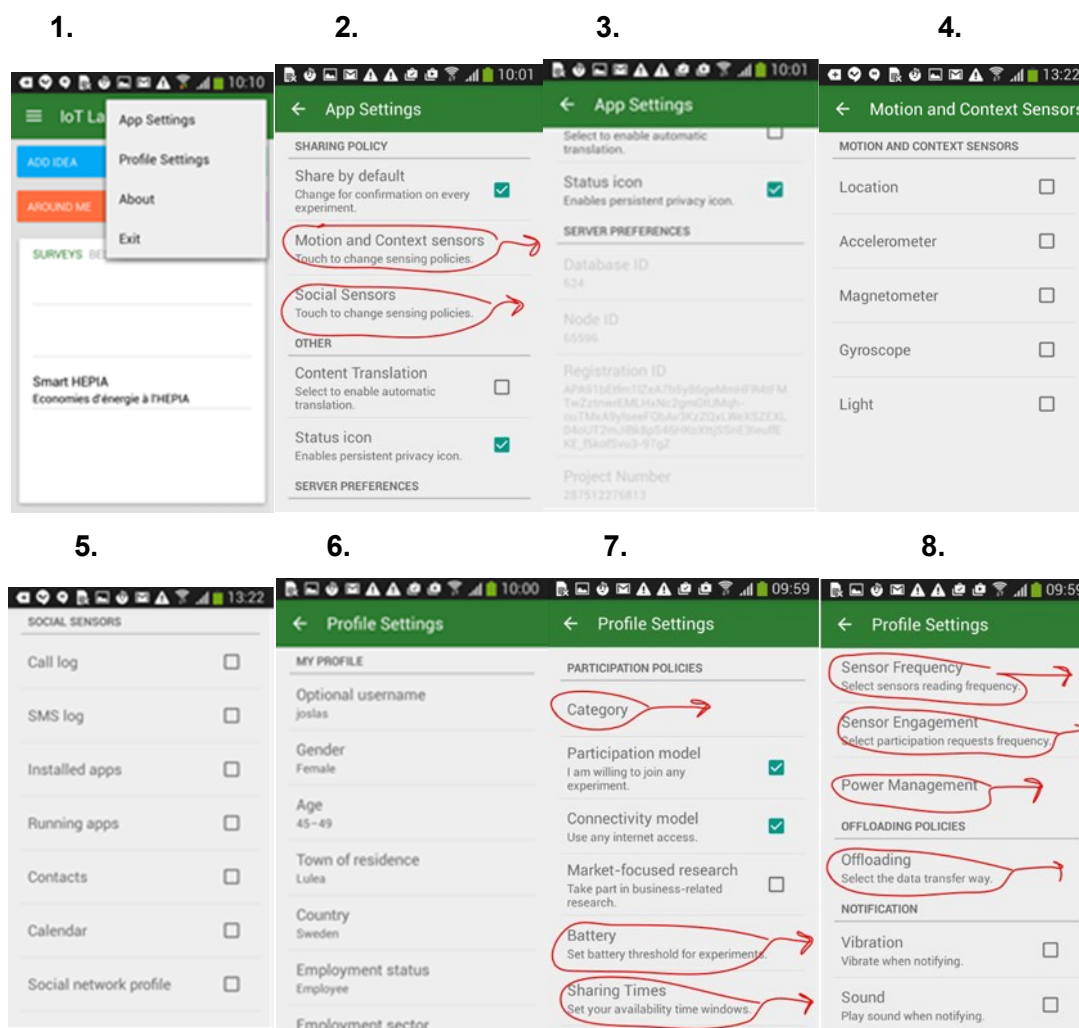 1.
10:10
IoT La
App Settings
Profile Settings
About
Exit
ADD IDEA
AROUND ME
SURVEYS
Smart HEPIA
Economies d'énergie à l'HEPIA
2.
10:01
App Settings
SHARING POLICY
Share by default
Change for confirmation on every
experiment.
Motion and Context sensors
Touch to change sensing policies.
Social Sensors
Touch to change sensing policies.
OTHER
Content Translation
Select to enable automatic
translation.
Status icon
Enables persistent privacy icon.
SERVER PREFERENCES
3.
10:01
App Settings
Select to enable automatic
translation.
Status icon
Enables persistent privacy icon.
SERVER PREFERENCES
Database ID
624
Node ID
65596
Registration ID
Project Number
287512276813
4.
13:22
Motion and Context Sensors
MOTION AND CONTEXT SENSORS
Location
Accelerometer
Magnetometer
Gyroscope
Light
5.
13:22
SOCIAL SENSORS
Call log
SMS log
Installed apps
Running apps
Contacts
Calendar
Social network profile
6.
10:00
Profile Settings
MY PROFILE
Optional username
joslas
Gender
Female
Age
45–49
Town of residence
Lulea
Country
Sweden
Employment status
Employee
Employment sector
7.
09:59
Profile Settings
PARTICIPATION POLICIES
Category
Participation model
I am willing to join any
experiment.
Connectivity model
Use any internet access.
Market-focused research
Take part in business-related
research.
Battery
Set battery threshold for experiments.
Sharing Times
Set your availability time windows.
8.
09:59
Profile Settings
Sensor Frequency
Select sensors reading frequency.
Sensor Engagement
Select participation requests frequency.
Power Management
OFFLOADING POLICIES
Offloading
Select the data transfer way.
NOTIFICATION
Vibration
Vibrate when notifying.
Sound
Play sound when notifying.